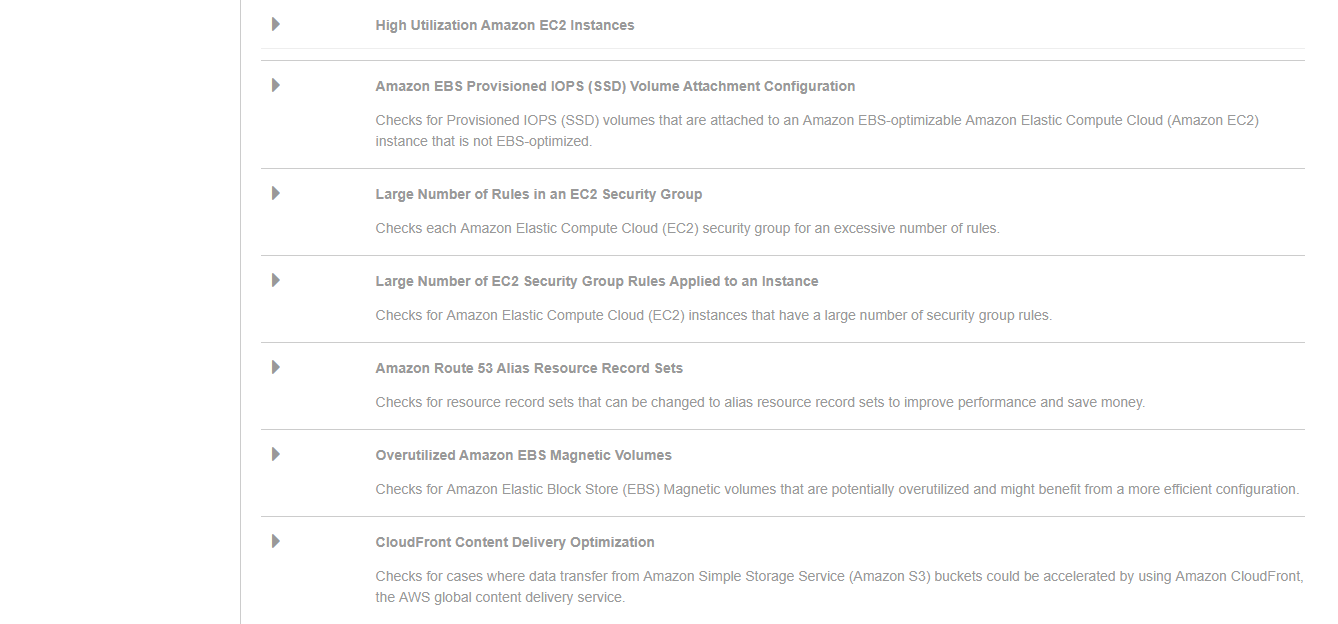 High Utilization Amazon EC2 Instances
Amazon EBS Provisioned IOPS (SSD) Volume Attachment Configuration
Checks for Provisioned IOPS (SSD) volumes that are attached to an Amazon EBS-optimizable Amazon Elastic Compute Cloud (Amazon EC2)
instance that is not EBS-optimized.
Large Number of Rules in an EC2 Security Group
Checks each Amazon Elastic Compute Cloud (EC2) security group for an excessive number of rules.
Large Number of EC2 Security Group Rules Applied to an Instance
Checks for Amazon Elastic Compute Cloud (EC2) instances that have a large number of security group rules.
Amazon Route 53 Alias Resource Record Sets
Checks for resource record sets that can be changed to alias resource record sets to improve performance and save money.
Overutilized Amazon EBS Magnetic Volumes
Checks for Amazon Elastic Block Store (EBS) Magnetic volumes that are potentially overutilized and might benefit from a more efficient configuration.
CloudFront Content Delivery Optimization
Checks for cases where data transfer from Amazon Simple Storage Service (Amazon S3) buckets could be accelerated by using Amazon CloudFront,
the AWS global content delivery service.